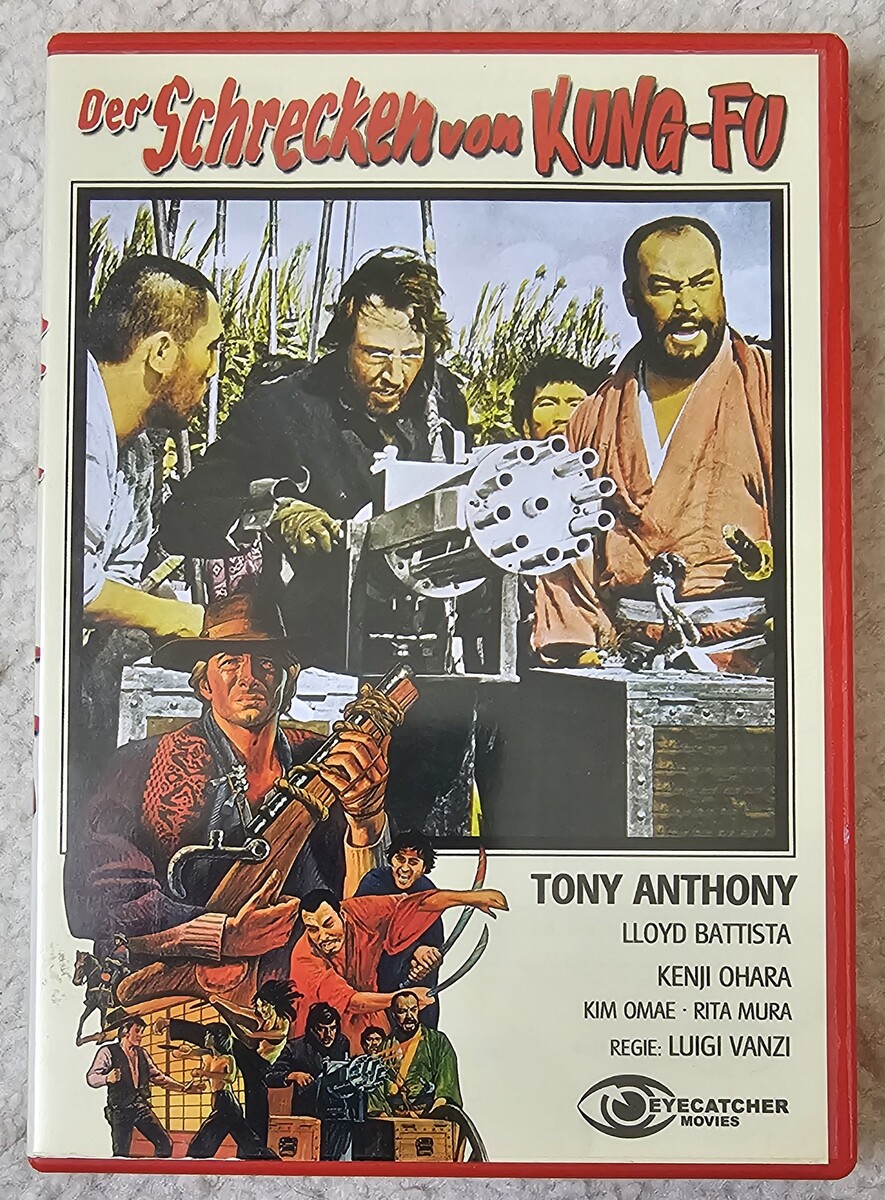 Der Schrecken von KUNG-FU
TONY ANTHONY
LLOYD BATTISTA
KENJI OHARA
KIM OMAE · RITA MURA
REGIE: LUIGI VANZI
EYECATCHER
MOVIES